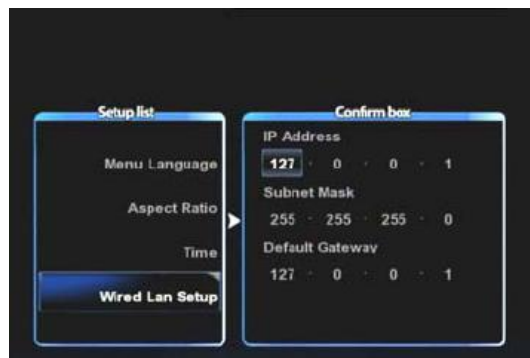 Setup list
Menu Language
Aspect Ratio
Time
Wired Lan Setup
Confirm box
IP Address
127 · 0 · 0 · 1
Subnet Mask
255 · 255 · 255 · 0
Default Gateway
127 · 0 · 0 · 1